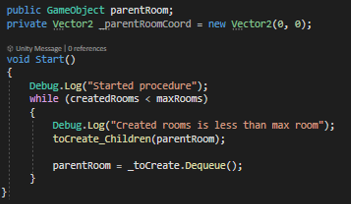 public GameObject parentRoom;
private Vector2 _parentRoomCoord = new Vector2(0, 0);
Unity Message | 0 references
void Start()
{
Debug.Log("Started procedure");
while (createdRooms < maxRooms)
{
Debug.Log("Created rooms is less than max room");
toCreate_Children(parentRoom);
parentRoom = _toCreate.Dequeue();
}
}